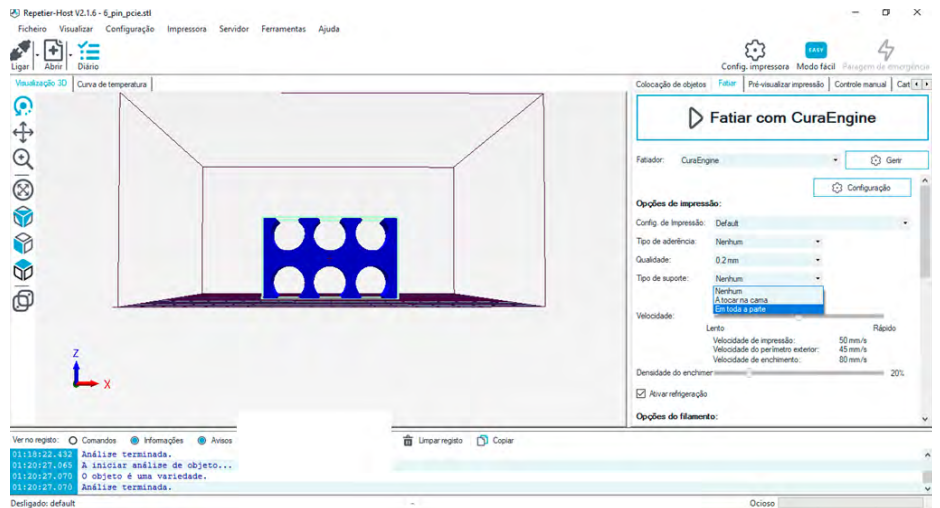 Repetier-Host V2.1.6 - 6_pin_pcie.stl
Ficheiro Visualizar Configuração Impressora Servidor Ferramentas Ajuda
Ligar Abrir Diário
EASY
Config. impressora Modo fácil Paragem de emergência
Visualização 3D Curva de temperatura
Colocação de objetos Fatiar Pré-visualizar impressão Controle manual Cart
Fatiar com CuraEngine
Fatiador: CuraEngine Gerir
Configuração
Opções de impressão:
Config. de Impressão: Default
Tipo de aderência: Nenhum
Qualidade: 0.2 mm
Tipo de suporte: Nenhum
Nenhum
A tocar na cama
Em toda a parte
Velocidade:
Lento Rápido
Velocidade de impressão: 50 mm/s
Velocidade do perímetro exterior: 45 mm/s
Velocidade de enchimento: 80 mm/s
Densidade do enchimer 20%
Ativar refrigeração
Opções do filamento:
Z
X
Ver no registo: Comandos Informações Avisos Limpar registo Copiar
01:18:22.432 Análise terminada.
01:20:27.065 A iniciar análise de objeto...
01:20:27.070 O objeto é uma variedade.
01:20:27.070 Análise terminada.
Desligado: default - Ocioso